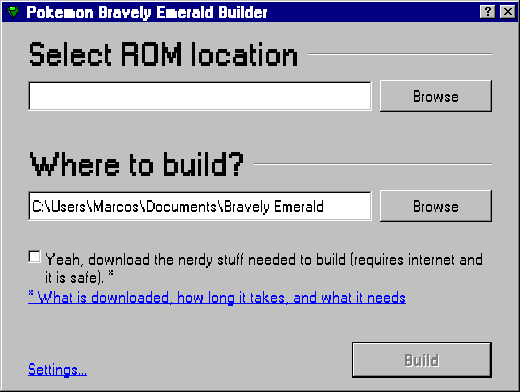 Pokemon Bravely Emerald Builder
Select ROM location
Browse
Where to build?
C:\Users\Marcos\Documents\Bravely Emerald
Browse
Yeah, download the nerdy stuff needed to build (requires internet and
it is safe). *
* What is downloaded, how long it takes, and what it needs
Settings...
Build